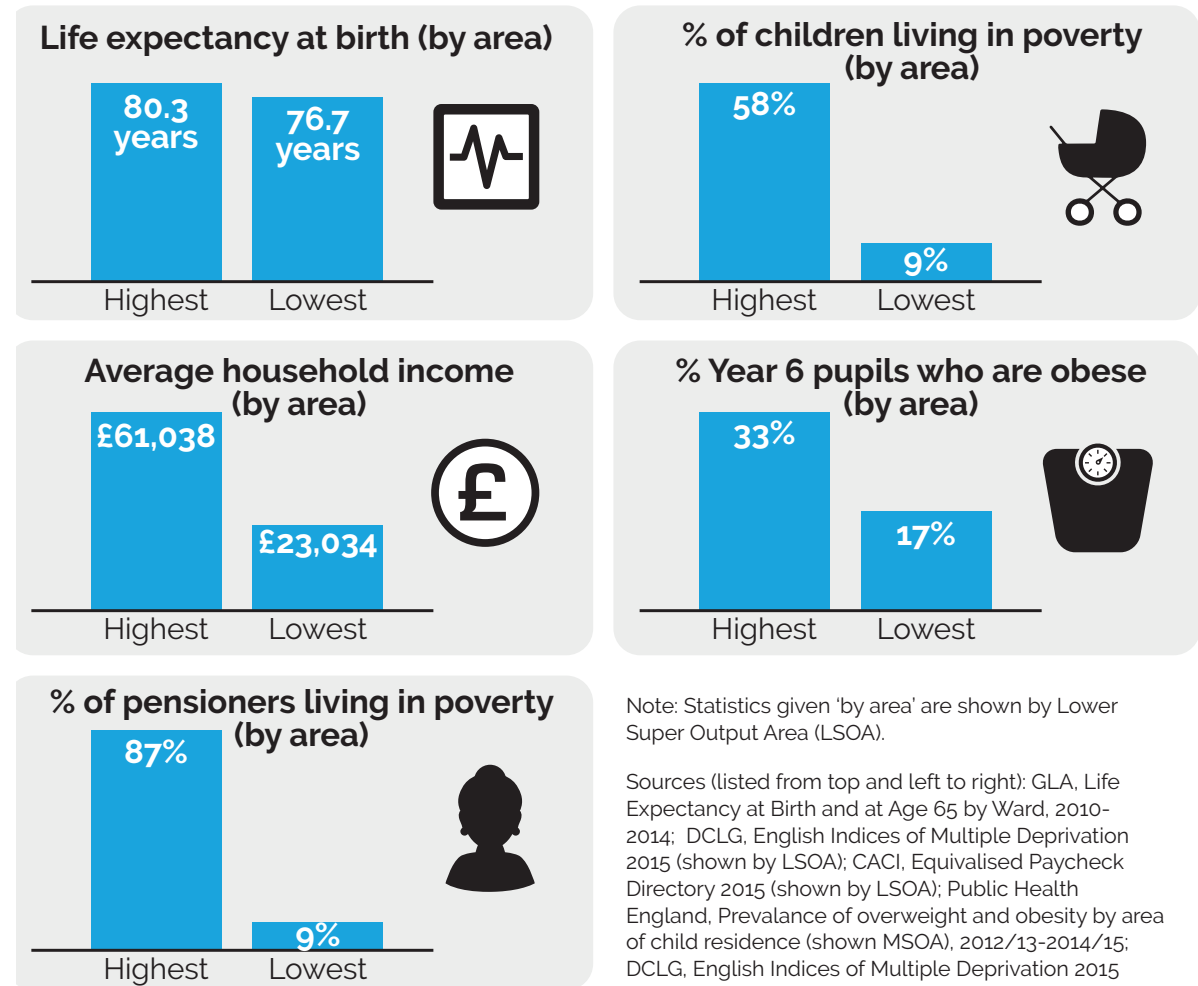 Life expectancy at birth (by area)
80.3
years
76.7
years
Highest
Lowest
% of children living in poverty
(by area)
58%
9%
Highest
Lowest
Average household income
(by area)
£61,038
£23,034
£
Highest
Lowest
% Year 6 pupils who are obese
(by area)
33%
17%
Highest
Lowest
% of pensioners living in poverty
(by area)
87%
9%
Highest
Lowest
Note: Statistics given ‘by area’ are shown by Lower
Super Output Area (LSOA).
Sources (listed from top and left to right): GLA, Life
Expectancy at Birth and at Age 65 by Ward, 2010-
2014; DCLG, English Indices of Multiple Deprivation
2015 (shown by LSOA); CACI, Equivalised Paycheck
Directory 2015 (shown by LSOA); Public Health
England, Prevalance of overweight and obesity by area
of child residence (shown MSOA), 2012/13-2014/15;
DCLG, English Indices of Multiple Deprivation 2015